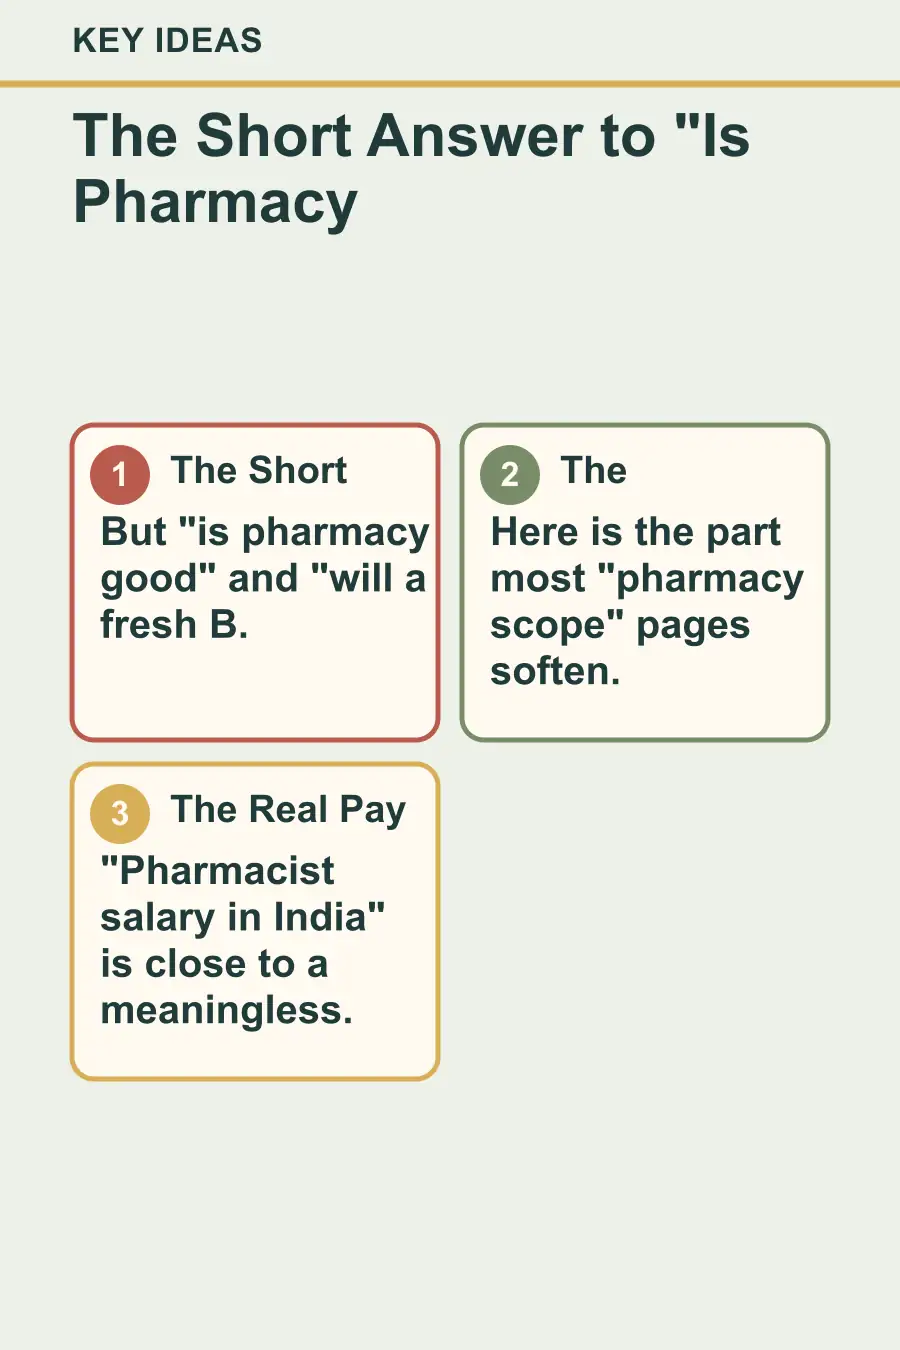 KEY IDEAS
The Short Answer to "Is
Pharmacy
1 The Short
But "is pharmacy
good" and "will a
fresh B.
2 The
Here is the part
most "pharmacy
scope" pages
soften.
3 The Real Pay
"Pharmacist
salary in India"
is close to a
meaningless.